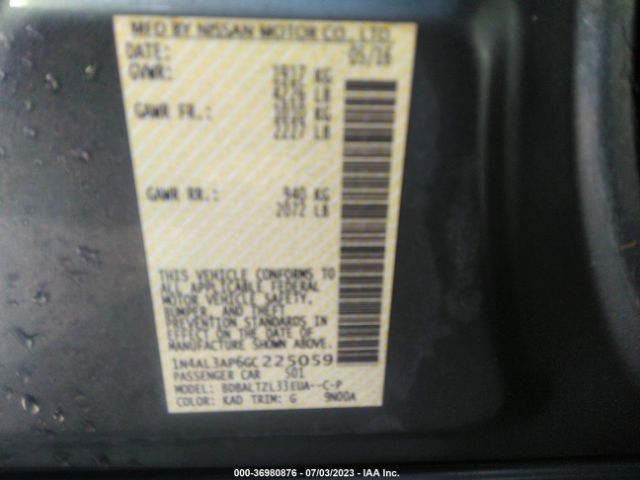 MFD BY NISSAN MOTOR CO., LTD.
DATE: 05/16
GVWR: 1917 KG
LB
GAWR FR.: KG
2227 LB
GAWR RR.: 940 KG
2072 LB
THIS VEHICLE CONFORMS TO
ALL APPLICABLE FEDERAL
MOTOR VEHICLE SAFETY,
BUMPER, AND THEFT
PREVENTION STANDARDS IN
EFFECT ON THE DATE OF
MANUFACTURE SHOWN ABOVE.
1N4AL3AP6GC225059
PASSENGER CAR S01
MODEL: BDBALTZL33EUA--C-P
COLOR: KAD TRIM: G 9N00A
000-36980876 - 07/03/2023 - IAA Inc.